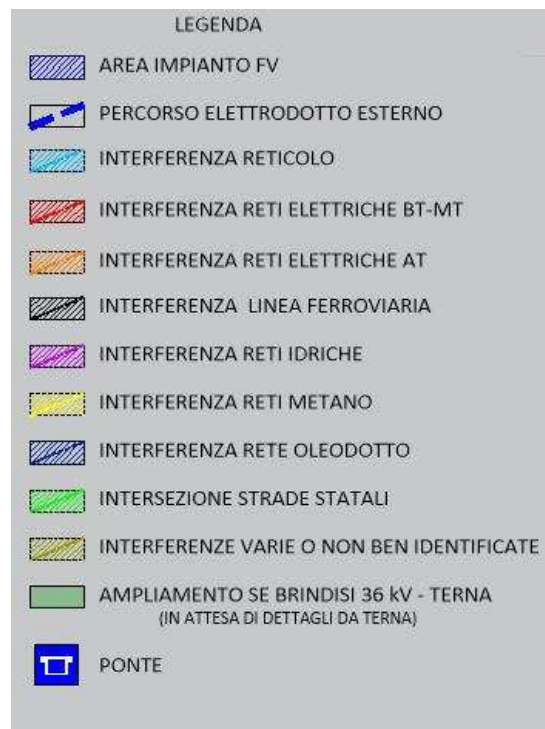 LEGENDA
AREA IMPIANTO FV
PERCORSO ELETTRODOTTO ESTERNO
INTERFERENZA RETICOLO
INTERFERENZA RETI ELETTRICHE BT-MT
INTERFERENZA RETI ELETTRICHE AT
INTERFERENZA LINEA FERROVIARIA
INTERFERENZA RETI IDRICHE
INTERFERENZA RETI METANO
INTERFERENZA RETE OLEODOTTO
INTERSEZIONE STRADE STATALI
INTERFERENZE VARIE O NON BEN IDENTIFICATE
AMPLIAMENTO SE BRINDISI 36 kV - TERNA
(IN ATTESA DI DETTAGLI DA TERNA)
PONTE